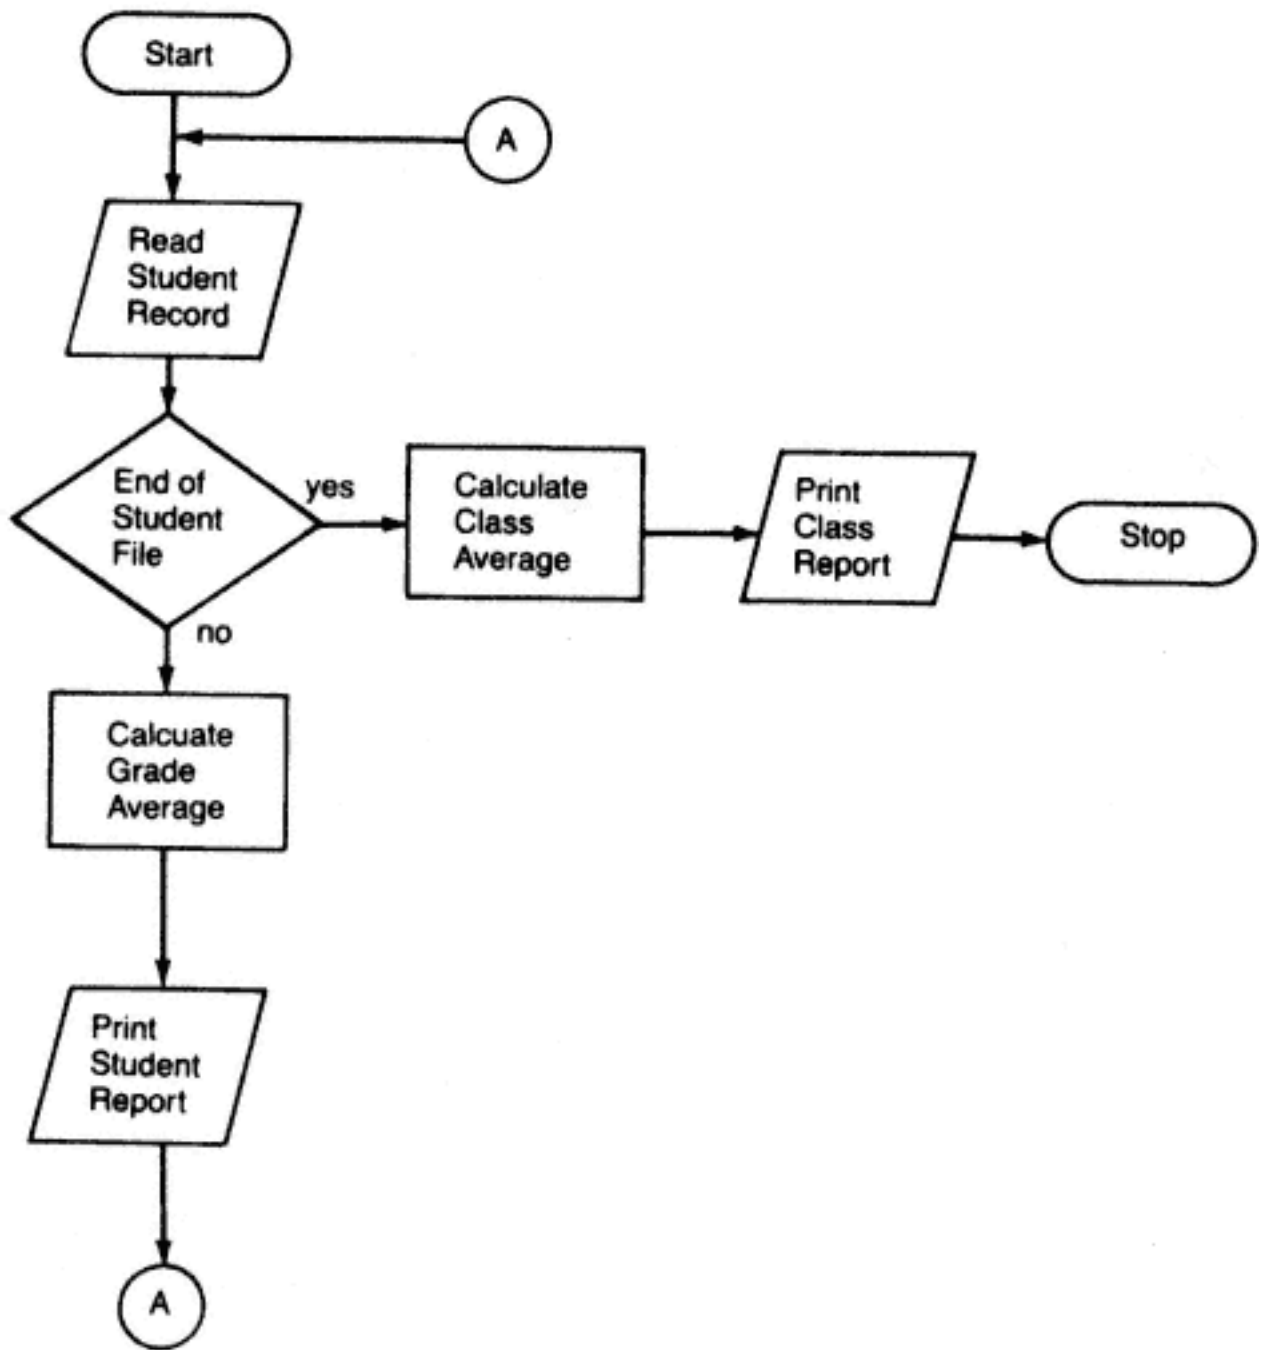 Start
A
Read
Student
Record
End of
Student
File
yes
Calculate
Class
Average
Print
Class
Report
Stop
no
Calcuate
Grade
Average
Print
Student
Report
A